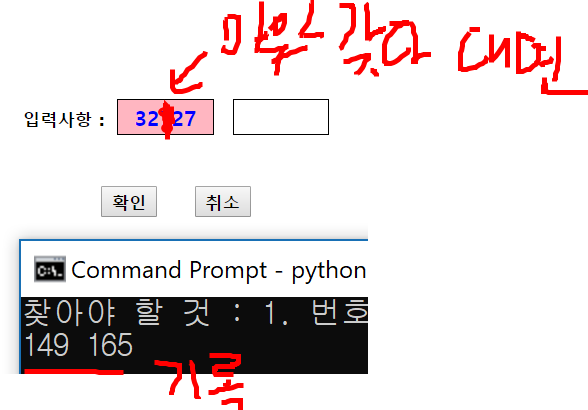 마우스 갖다 대면
입력사항 : 32 27
확인 취소
Command Prompt - python
찾아야 할 것 : 1. 번호
149 165
기록